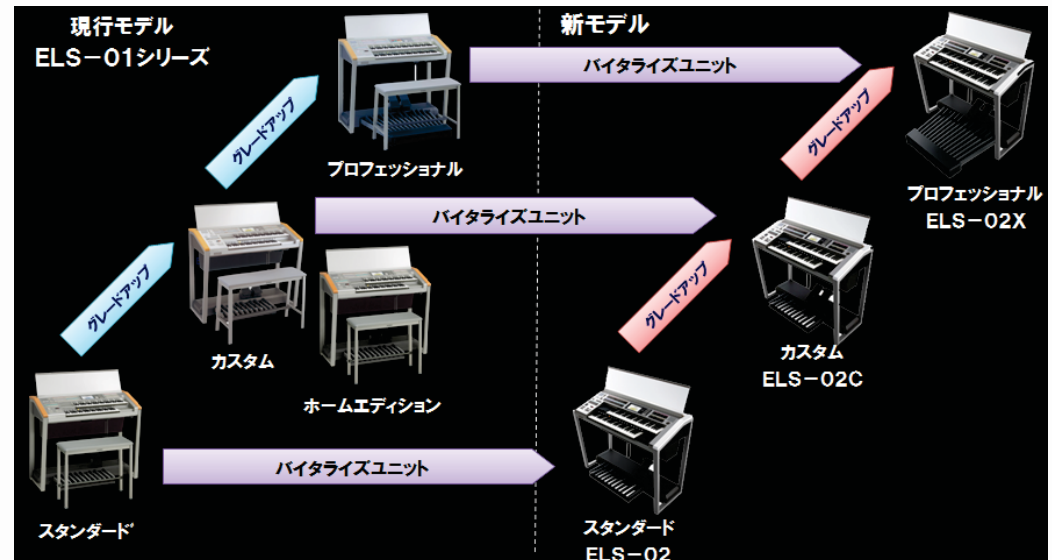 現行モデル
ELS－01シリーズ
新モデル
バイタライズユニット
グレードアップ
グレードアップ
プロフェッショナル
プロフェッショナル
ELS－02X
バイタライズユニット
グレードアップ
グレードアップ
カスタム
ホームエディション
カスタム
ELS－02C
バイタライズユニット
スタンダード
スタンダード
ELS－02